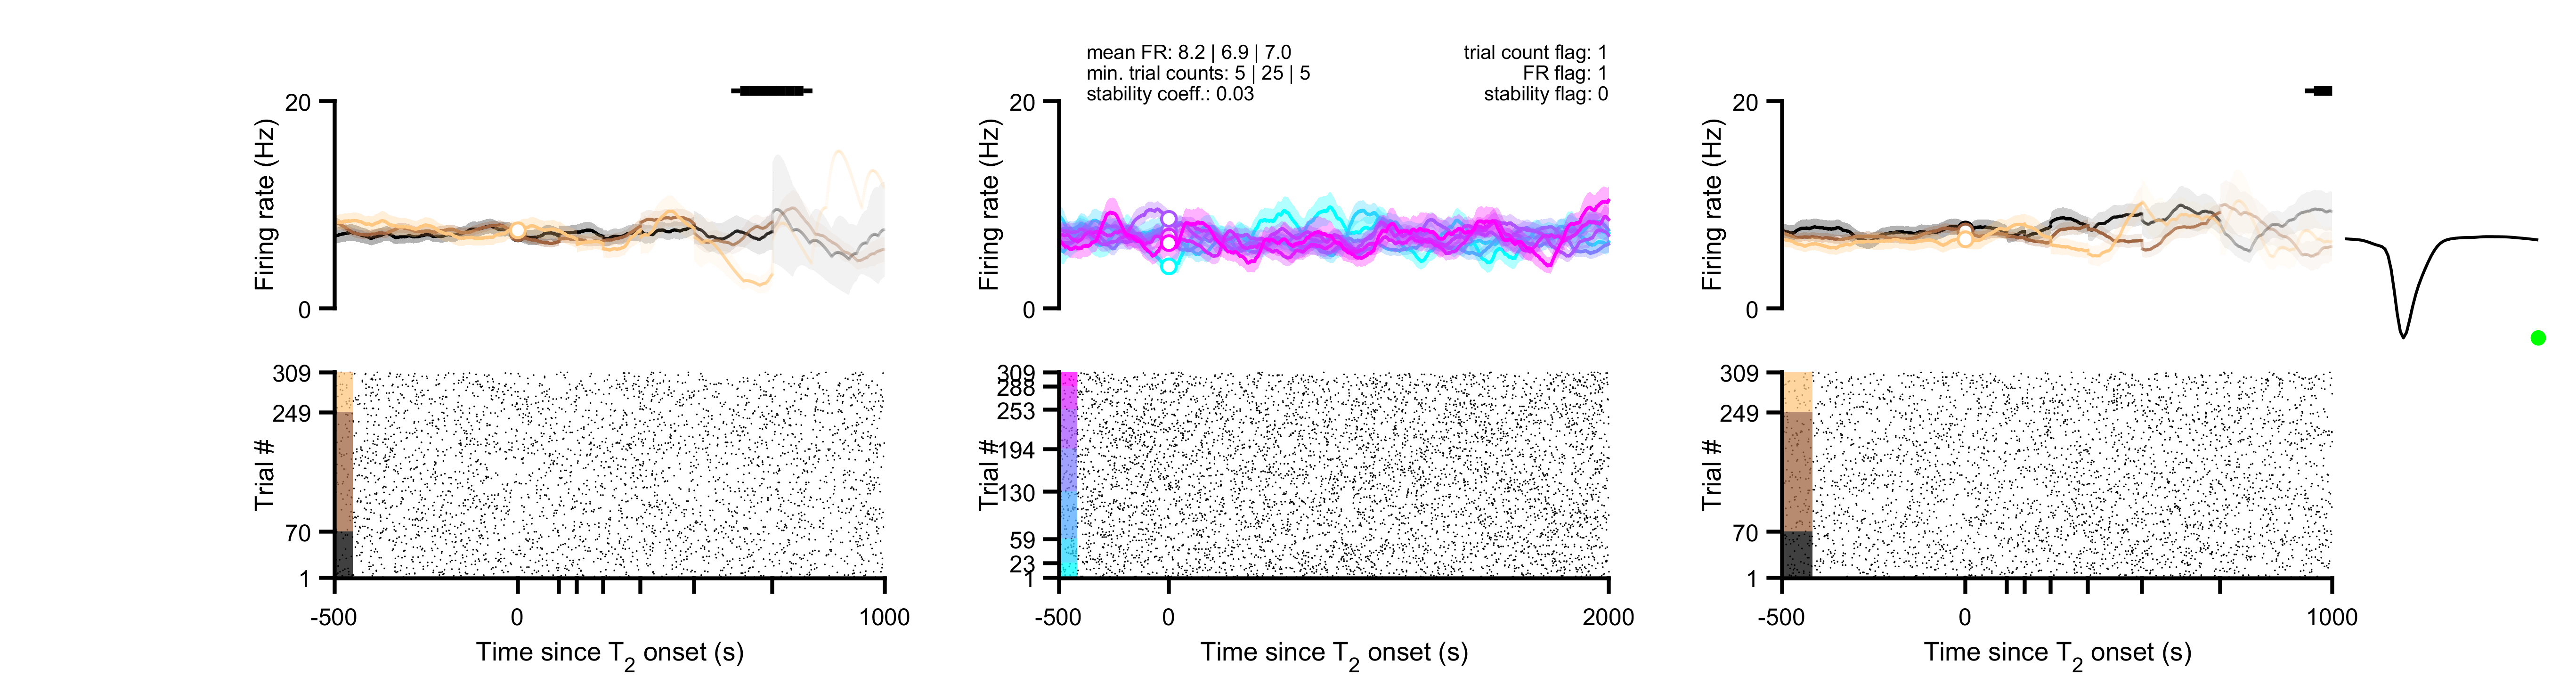 mean FR: 8.2 | 6.9 | 7.0
min. trial counts: 5 | 25 | 5
stability coeff.: 0.03
trial count flag: 1
FR flag: 1
stability flag: 0
20
0
Firing rate (Hz)
309
249
70
1
Trial #
-500
0
1000
Time since T2 onset (s)
20
0
Firing rate (Hz)
309
288
253
194
130
59
23
1
Trial #
-500
0
2000
Time since T2 onset (s)
20
0
Firing rate (Hz)
309
249
70
1
Trial #
-500
0
1000
Time since T2 onset (s)